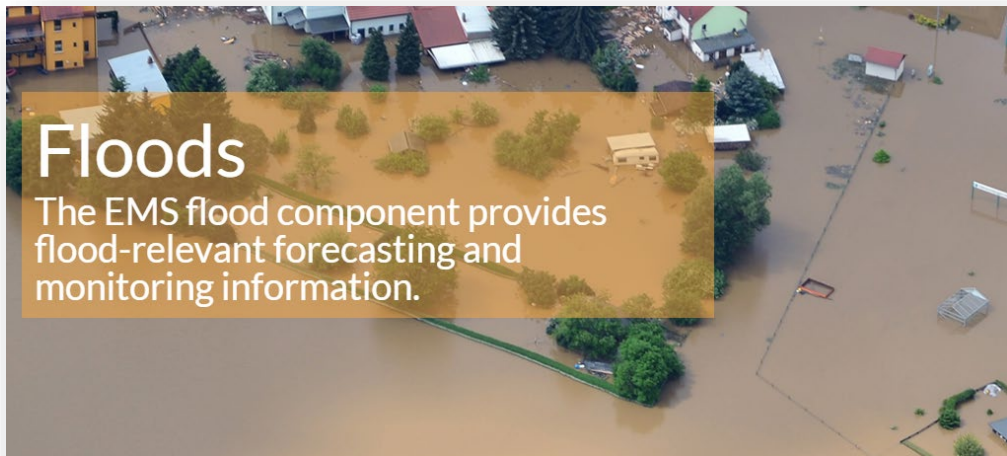 Floods
The EMS flood component provides
flood-relevant forecasting and
monitoring information.